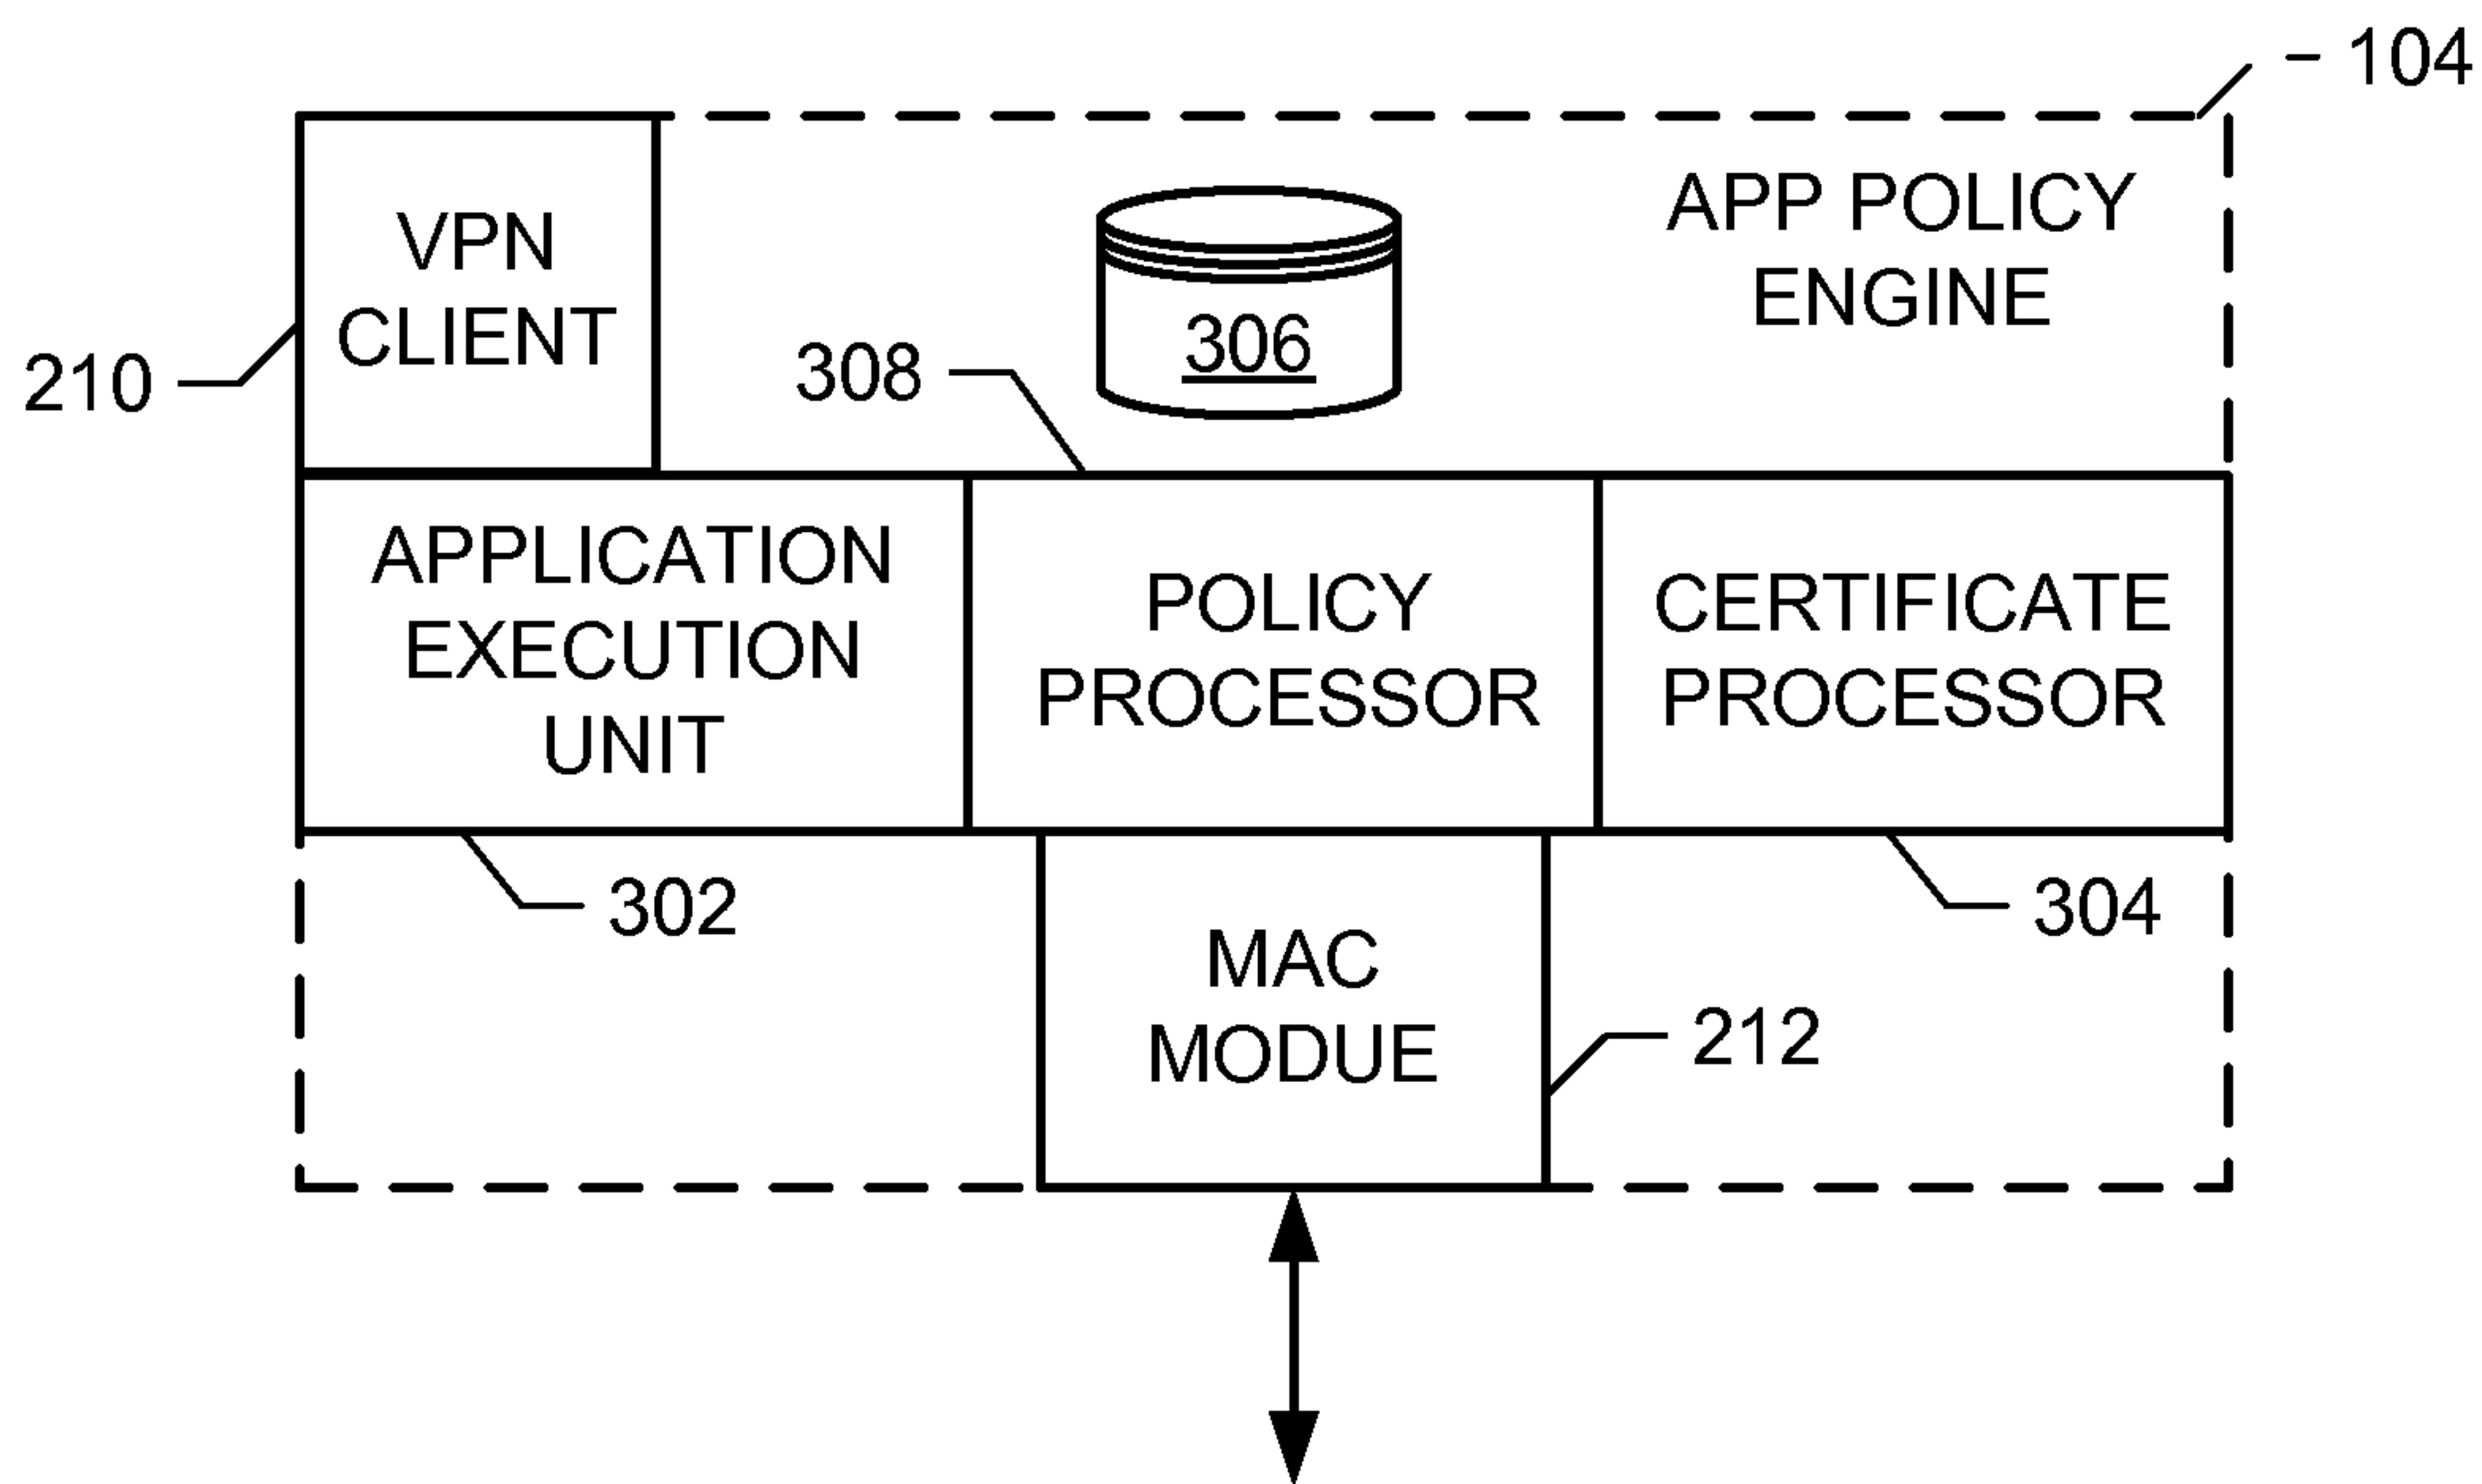 104
VPN
CLIENT
APP POLICY
ENGINE
306
308
210
APPLICATION
EXECUTION
UNIT
POLICY
PROCESSOR
CERTIFICATE
PROCESSOR
302
304
MAC
MODUE
212